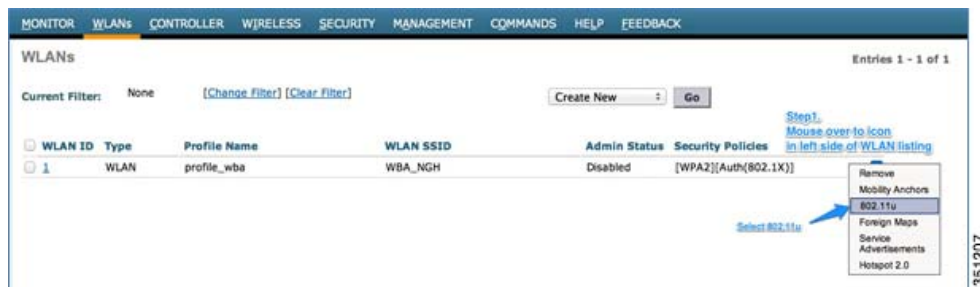 MONITOR WLANs CONTROLLER WIRELESS SECURITY MANAGEMENT COMMANDS HELP FEEDBACK
WLANs
Entries 1 - 1 of 1
Current Filter: None [Change Filter] [Clear Filter]
Create New Go
Step1.
Mouse over to icon
in left side of WLAN listing
WLAN ID Type Profile Name WLAN SSID Admin Status Security Policies
1 WLAN profile_wba WBA_NGH Disabled [WPA2][Auth(802.1X)]
Remove
Mobility Anchors
802.11u
Select 802.11u
Foreign Maps
Service
Advertisements
Hotspot 2.0
351207